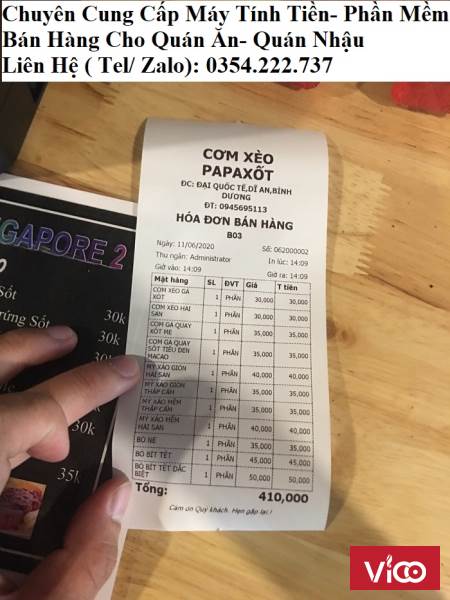 Chuyên Cung Cấp Máy Tính Tiền- Phần Mềm
Bán Hàng Cho Quán Ăn- Quán Nhậu
Liên Hệ ( Tel/ Zalo): 0354.222.737
CƠM XÈO
PAPAXỐT
ĐC: ĐẠI QUỐC TẾ,DĨ AN,BÌNH
DƯƠNG
ĐT: 0945695113
HÓA ĐƠN BÁN HÀNG
B03
Ngày: 11/06/2020 Số: 062000002
Thu ngân: Administrator In lúc: 14:09
Giờ vào: 14:09 Giờ ra: 14:09
Mặt hàng SL ĐVT Giá T tiền
CƠM XÈO GÀ
XỐT 1 PHẦN 30,000 30,000
CƠM XÈO HẢI
SẢN 1 PHẦN 30,000 30,000
CƠM GÀ QUAY
XỐT ME 1 PHẦN 35,000 35,000
CƠM GÀ QUAY
SỐT TIÊU ĐEN
MACAO 1 PHẦN 35,000 35,000
MỲ XÀO GIÒN
HẢI SẢN 1 PHẦN 40,000 40,000
MỲ XÀO GIÒN
THẬP CẨM 1 PHẦN 35,000 35,000
MỲ XÀO MỀM
THẬP CẨM 1 PHẦN 35,000 35,000
MỲ XÀO MỀM
HẢI SẢN 1 PHẦN 40,000 40,000
BÒ NÉ 1 PHẦN 35,000 35,000
BÒ BÍT TẾT 1 PHẦN 45,000 45,000
BÒ BÍT TẾT ĐẶC
BIỆT 1 PHẦN 50,000 50,000
Tổng: 410,000
Cảm ơn Quý khách. Hẹn gặp lại!
GAPORE 2
Sốt
rứng Sốt 30k
30k
30k
30k
35k
Vicoo